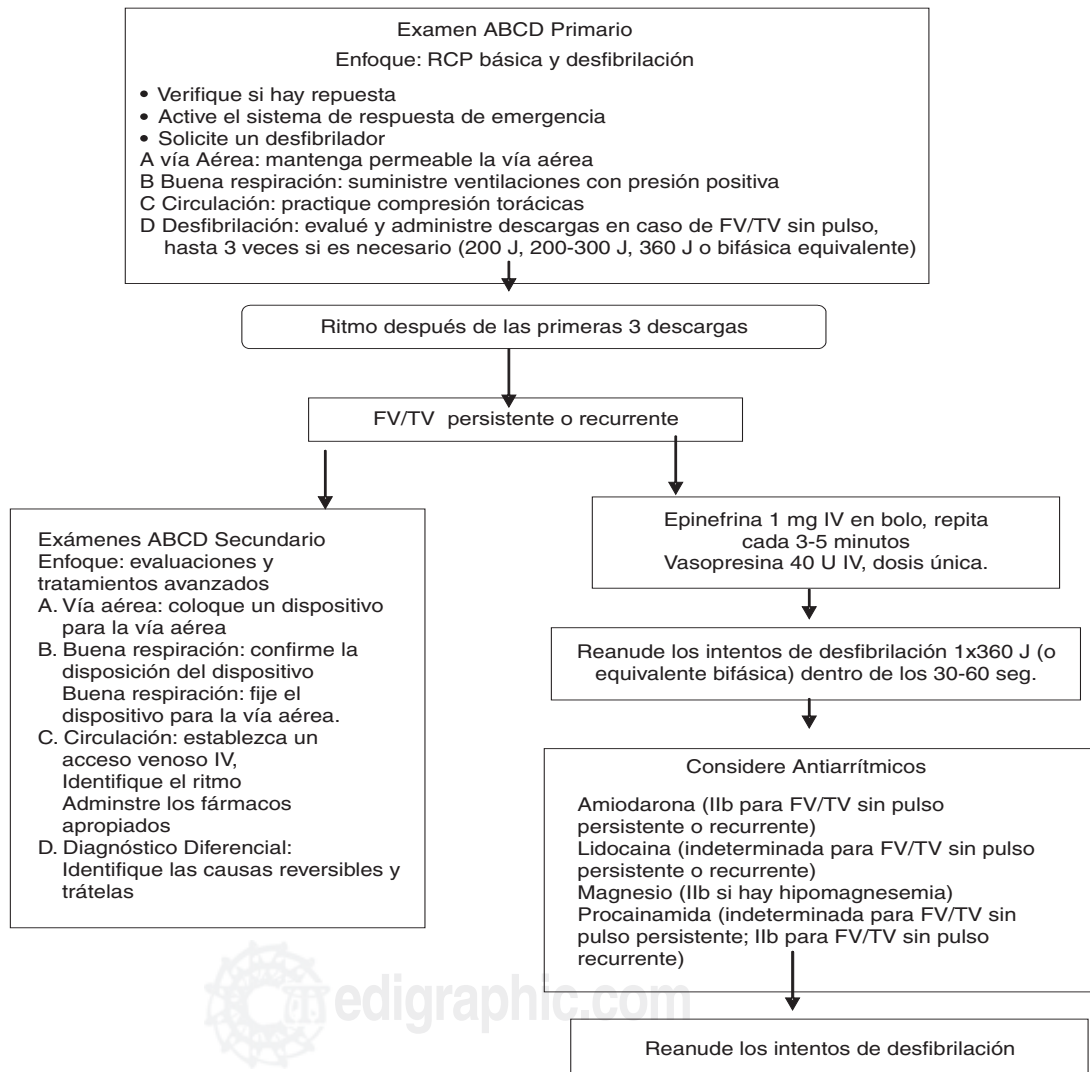 Examen ABCD Primario
Enfoque: RCP básica y desfibrilación
• Verifique si hay repuesta
• Active el sistema de respuesta de emergencia
• Solicite un desfibrilador
A vía Aérea: mantenga permeable la vía aérea
B Buena respiración: suministre ventilaciones con presión positiva
C Circulación: practique compresión torácicas
D Desfibrilación: evalué y administre descargas en caso de FV/TV sin pulso,
hasta 3 veces si es necesario (200 J, 200-300 J, 360 J o bifásica equivalente)
Ritmo después de las primeras 3 descargas
FV/TV persistente o recurrente
Exámenes ABCD Secundario
Enfoque: evaluaciones y
tratamientos avanzados
A. Vía aérea: coloque un dispositivo
para la vía aérea
B. Buena respiración: confirme la
disposición del dispositivo
Buena respiración: fije el
dispositivo para la vía aérea.
C. Circulación: establezca un
acceso venoso IV,
Identifique el ritmo
Adminstre los fármacos
apropiados
D. Diagnóstico Diferencial:
Identifique las causas reversibles y
trátelas
Epinefrina 1 mg IV en bolo, repita
cada 3-5 minutos
Vasopresina 40 U IV, dosis única.
Reanude los intentos de desfibrilación 1x360 J (o
equivalente bifásica) dentro de los 30-60 seg.
Considere Antiarrítmicos
Amiodarona (IIb para FV/TV sin pulso
persistente o recurrente)
Lidocaina (indeterminada para FV/TV sin pulso
persistente o recurrente)
Magnesio (IIb si hay hipomagnesemia)
Procainamida (indeterminada para FV/TV sin
pulso persistente; IIb para FV/TV sin pulso
recurrente)
edigraphic.com
Reanude los intentos de desfibrilación